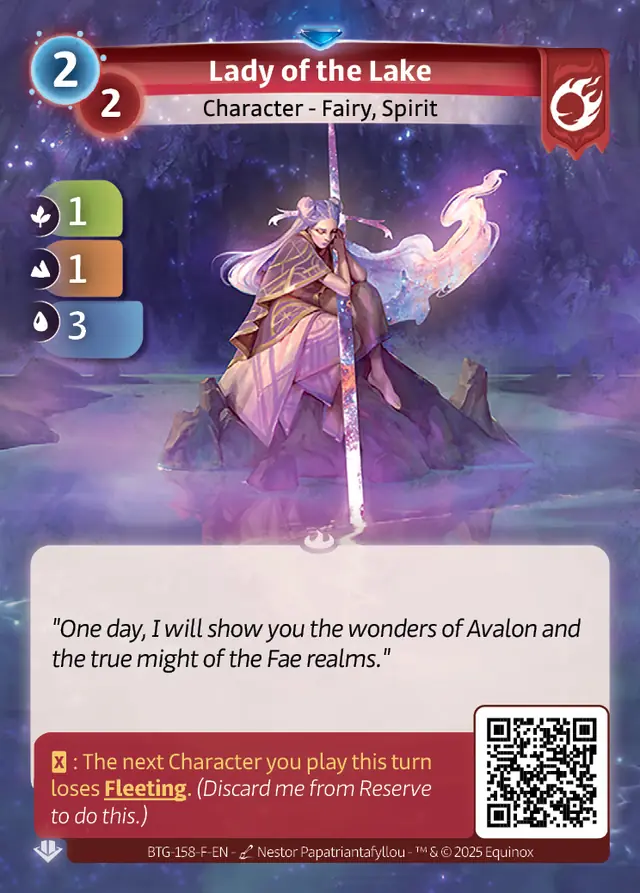 2
2
Lady of the Lake
Character - Fairy, Spirit
1
1
3
"One day, I will show you the wonders of Avalon and
the true might of the Fae realms."
X : The next Character you play this turn
loses Fleeting. (Discard me from Reserve
to do this.)
BTG-158-F-EN - Nestor Papatriantafyllou - ™ & © 2025 Equinox